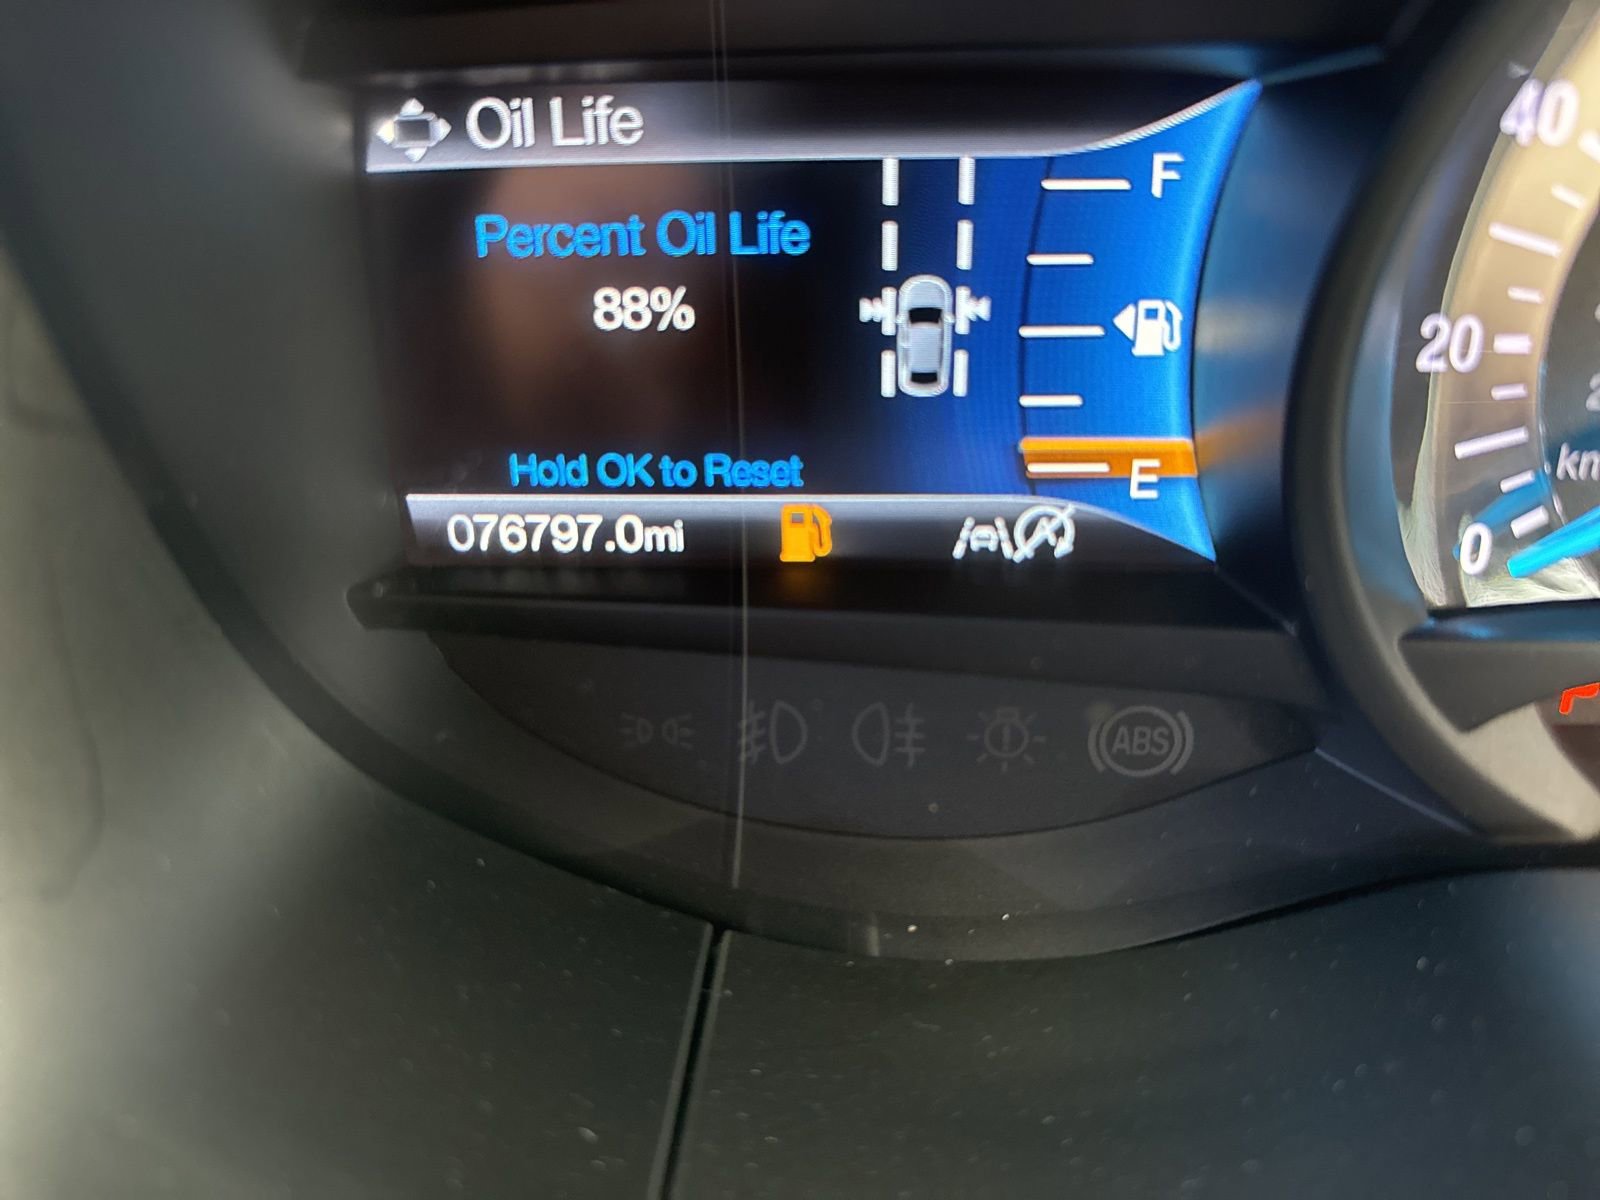 Oil Life
Percent Oil Life
88%
Hold OK to Reset
076797.0mi
F
E
40
20
0
ABS